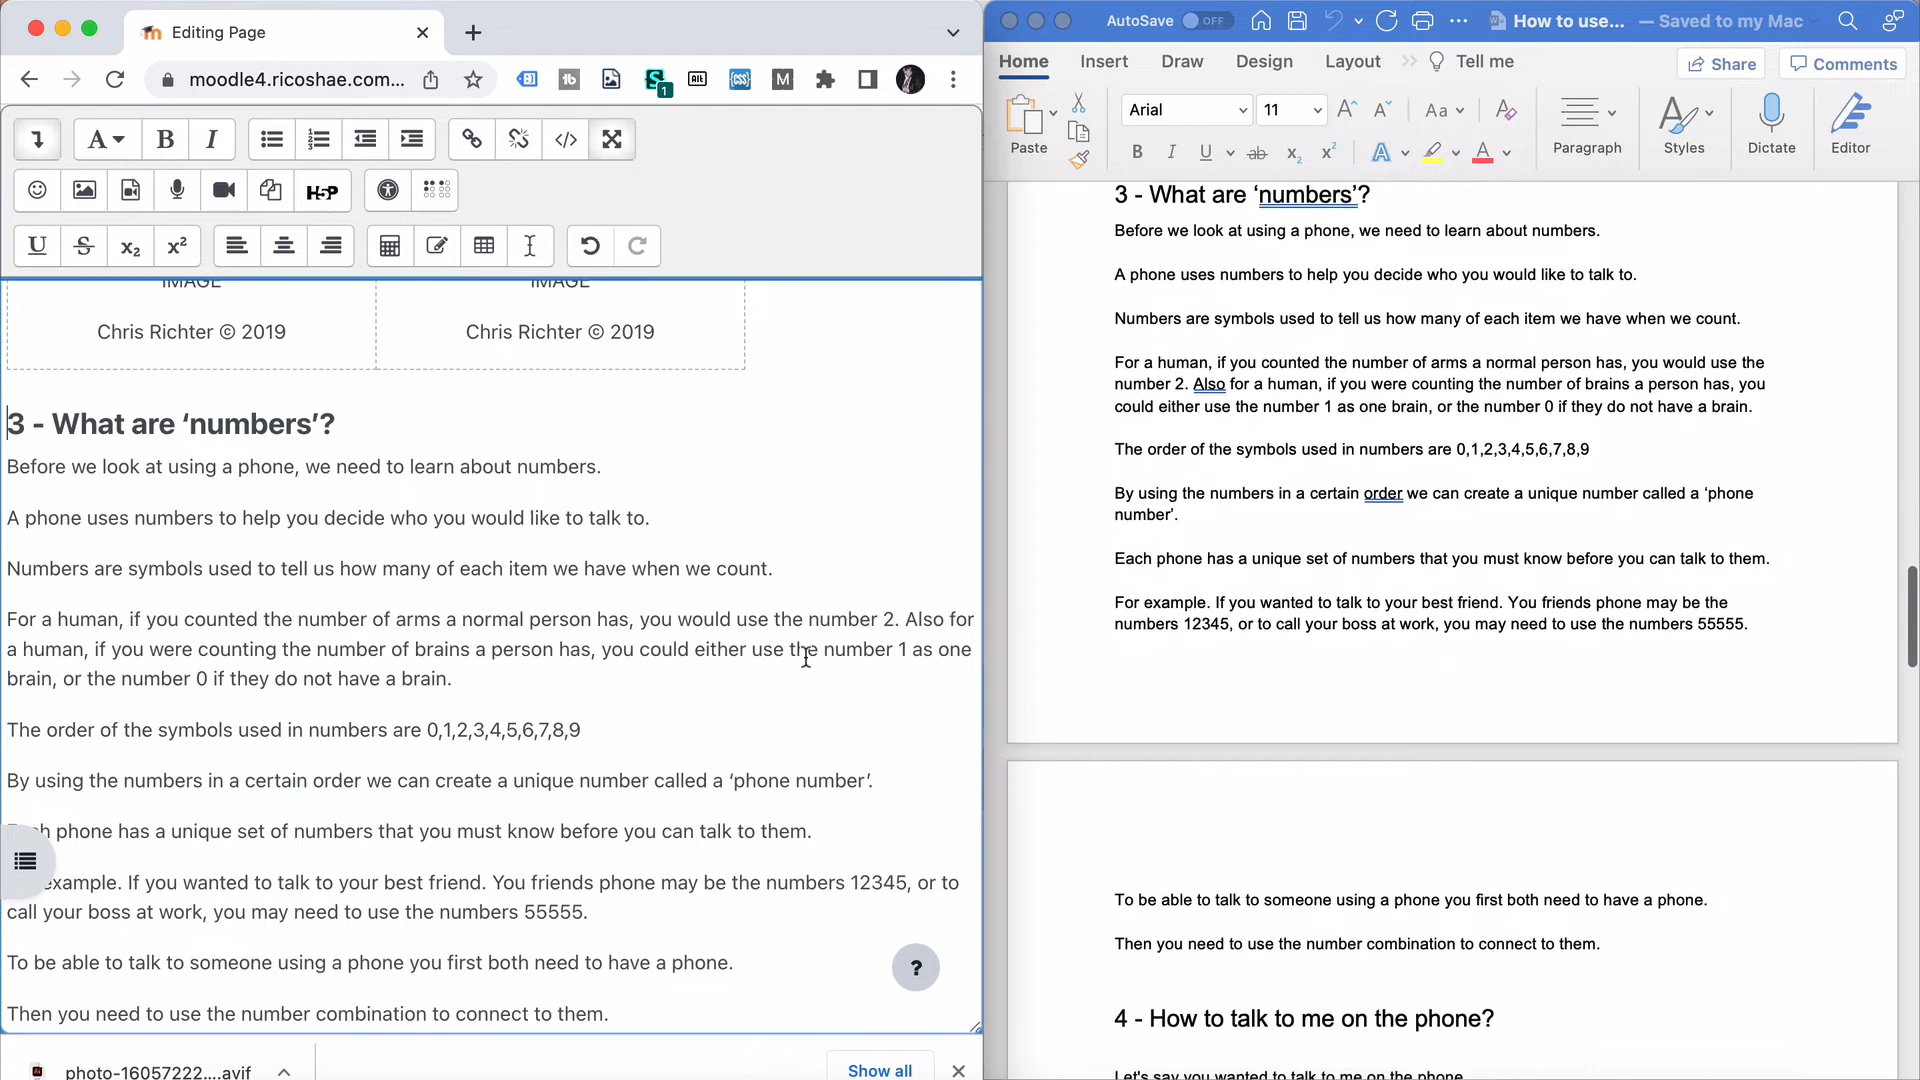 Editing Page
moodle4.ricoshae.com...
1
A
B
I
H5P
U
S
x₂
x²
IMAGE
IMAGE
Chris Richter © 2019
Chris Richter © 2019
3 - What are ‘numbers’?
Before we look at using a phone, we need to learn about numbers.
A phone uses numbers to help you decide who you would like to talk to.
Numbers are symbols used to tell us how many of each item we have when we count.
For a human, if you counted the number of arms a normal person has, you would use the number 2. Also for
a human, if you were counting the number of brains a person has, you could either use the number 1 as one
brain, or the number 0 if they do not have a brain.
The order of the symbols used in numbers are 0,1,2,3,4,5,6,7,8,9
By using the numbers in a certain order we can create a unique number called a ‘phone number’.
phone has a unique set of numbers that you must know before you can talk to them.
example. If you wanted to talk to your best friend. You friends phone may be the numbers 12345, or to
call your boss at work, you may need to use the numbers 55555.
To be able to talk to someone using a phone you first both need to have a phone.
?
Then you need to use the number combination to connect to them.
photo-16057222....avif
Show all
AutoSave OFF
How to use... — Saved to my Mac
Home Insert Draw Design Layout Tell me
Share
Comments
Paste
Arial
11
Aa
B I U ab x₂ x² A A
Paragraph
Styles
Dictate
Editor
3 - What are ‘numbers’?
Before we look at using a phone, we need to learn about numbers.
A phone uses numbers to help you decide who you would like to talk to.
Numbers are symbols used to tell us how many of each item we have when we count.
For a human, if you counted the number of arms a normal person has, you would use the
number 2. Also for a human, if you were counting the number of brains a person has, you
could either use the number 1 as one brain, or the number 0 if they do not have a brain.
The order of the symbols used in numbers are 0,1,2,3,4,5,6,7,8,9
By using the numbers in a certain order we can create a unique number called a ‘phone
number’.
Each phone has a unique set of numbers that you must know before you can talk to them.
For example. If you wanted to talk to your best friend. You friends phone may be the
numbers 12345, or to call your boss at work, you may need to use the numbers 55555.
To be able to talk to someone using a phone you first both need to have a phone.
Then you need to use the number combination to connect to them.
4 - How to talk to me on the phone?
Let's say you wanted to talk to me on the phone